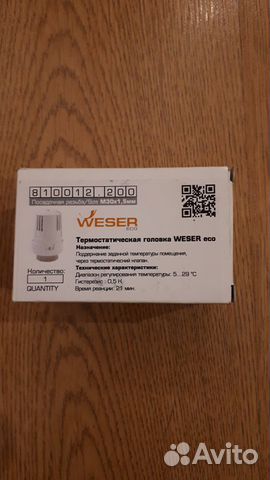 WESER
610012.200
Посадочная резьба/Size M30x1,5мм
WESER
ECO
Термостатическая головка WESER eco
Назначение:
Поддержание заданной температуры помещения,
через термостатический клапан.
Технические характеристики:
Диапазон регулирования температуры: 5...29 °C
Гистерезис : 0,5 K
Время реакции: 21 мин.
Количество:
1
QUANTITY
Avito